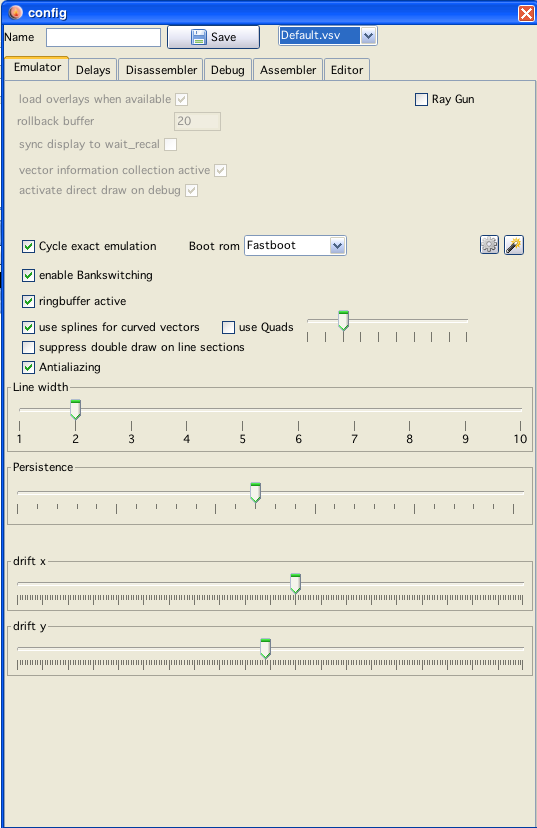 config
Name Save Default.vsv
Emulator Delays Disassembler Debug Assembler Editor
load overlays when available Ray Gun
rollback buffer 20
sync display to wait_recal
vector information collection active
activate direct draw on debug
Cycle exact emulation Boot rom Fastboot
enable Bankswitching
ringbuffer active
use splines for curved vectors use Quads
suppress double draw on line sections
Antialiazing
Line width
1 2 3 4 5 6 7 8 9 10
Persistence
drift x
drift y